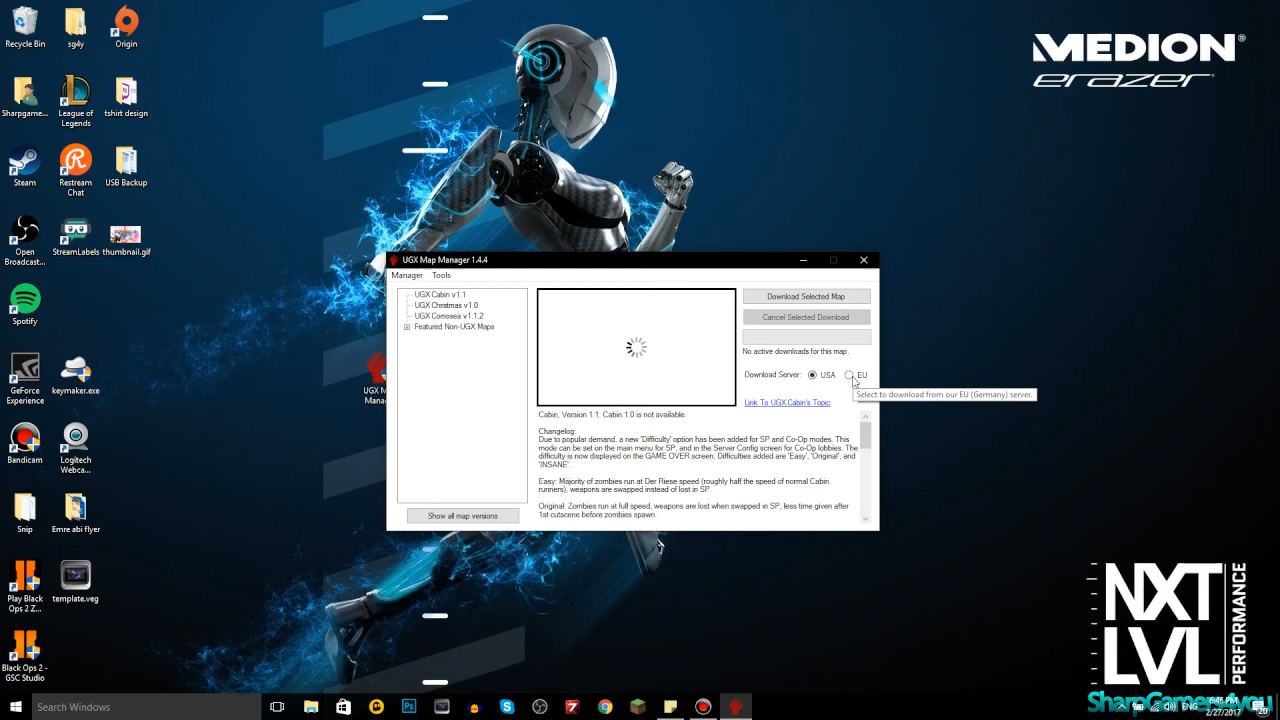 Recycle Bin
sg4y
Origin
Sharpgame...
League of
Legends
tshirt design
Steam
Restream
Chat
USB Backup
Open
Broadcast...
StreamLabels
thumbnail.gif
Spotify
GeForce
Experience
keymaker.exe
Logitech
Webca...
Snip
Emre abi flyer
Play Black
Ops 2 Z...
template.veg
Black Ops 2 -
GSC Studio
MEDION®
erazer
UGX Map Manager 1.4.4
Manager Tools
UGX Cabin v1.1
UGX Christmas v1.0
UGX Comosea v1.1.2
Featured Non-UGX Maps
Show all map versions
Download Selected Map
Cancel Selected Download
No active downloads for this map.
Download Server: USA EU
Select to download from our EU (Germany) server.
Link To UGX Cabin's Topic
Cabin, Version 1.1. Cabin 1.0 is not available.
Changelog:
Due to popular demand, a new 'Difficulty' option has been added for SP and Co-Op modes. This
mode can be set on the main menu for SP, and in the Server Config screen for Co-Op lobbies. The
difficulty is now displayed on the GAME OVER screen. Difficulties added are 'Easy', 'Original', and
'INSANE'.
Easy: Majority of zombies run at Der Riese speed (roughly half the speed of normal Cabin
runners), weapons are swapped instead of lost in SP.
Original: Zombies run at full speed, weapons are lost when swapped in SP, less time given after
1st cutscene before zombies spawn.
NXT
LVL
PERFORMANCE
Search Windows
ENG
2/27/2017
20